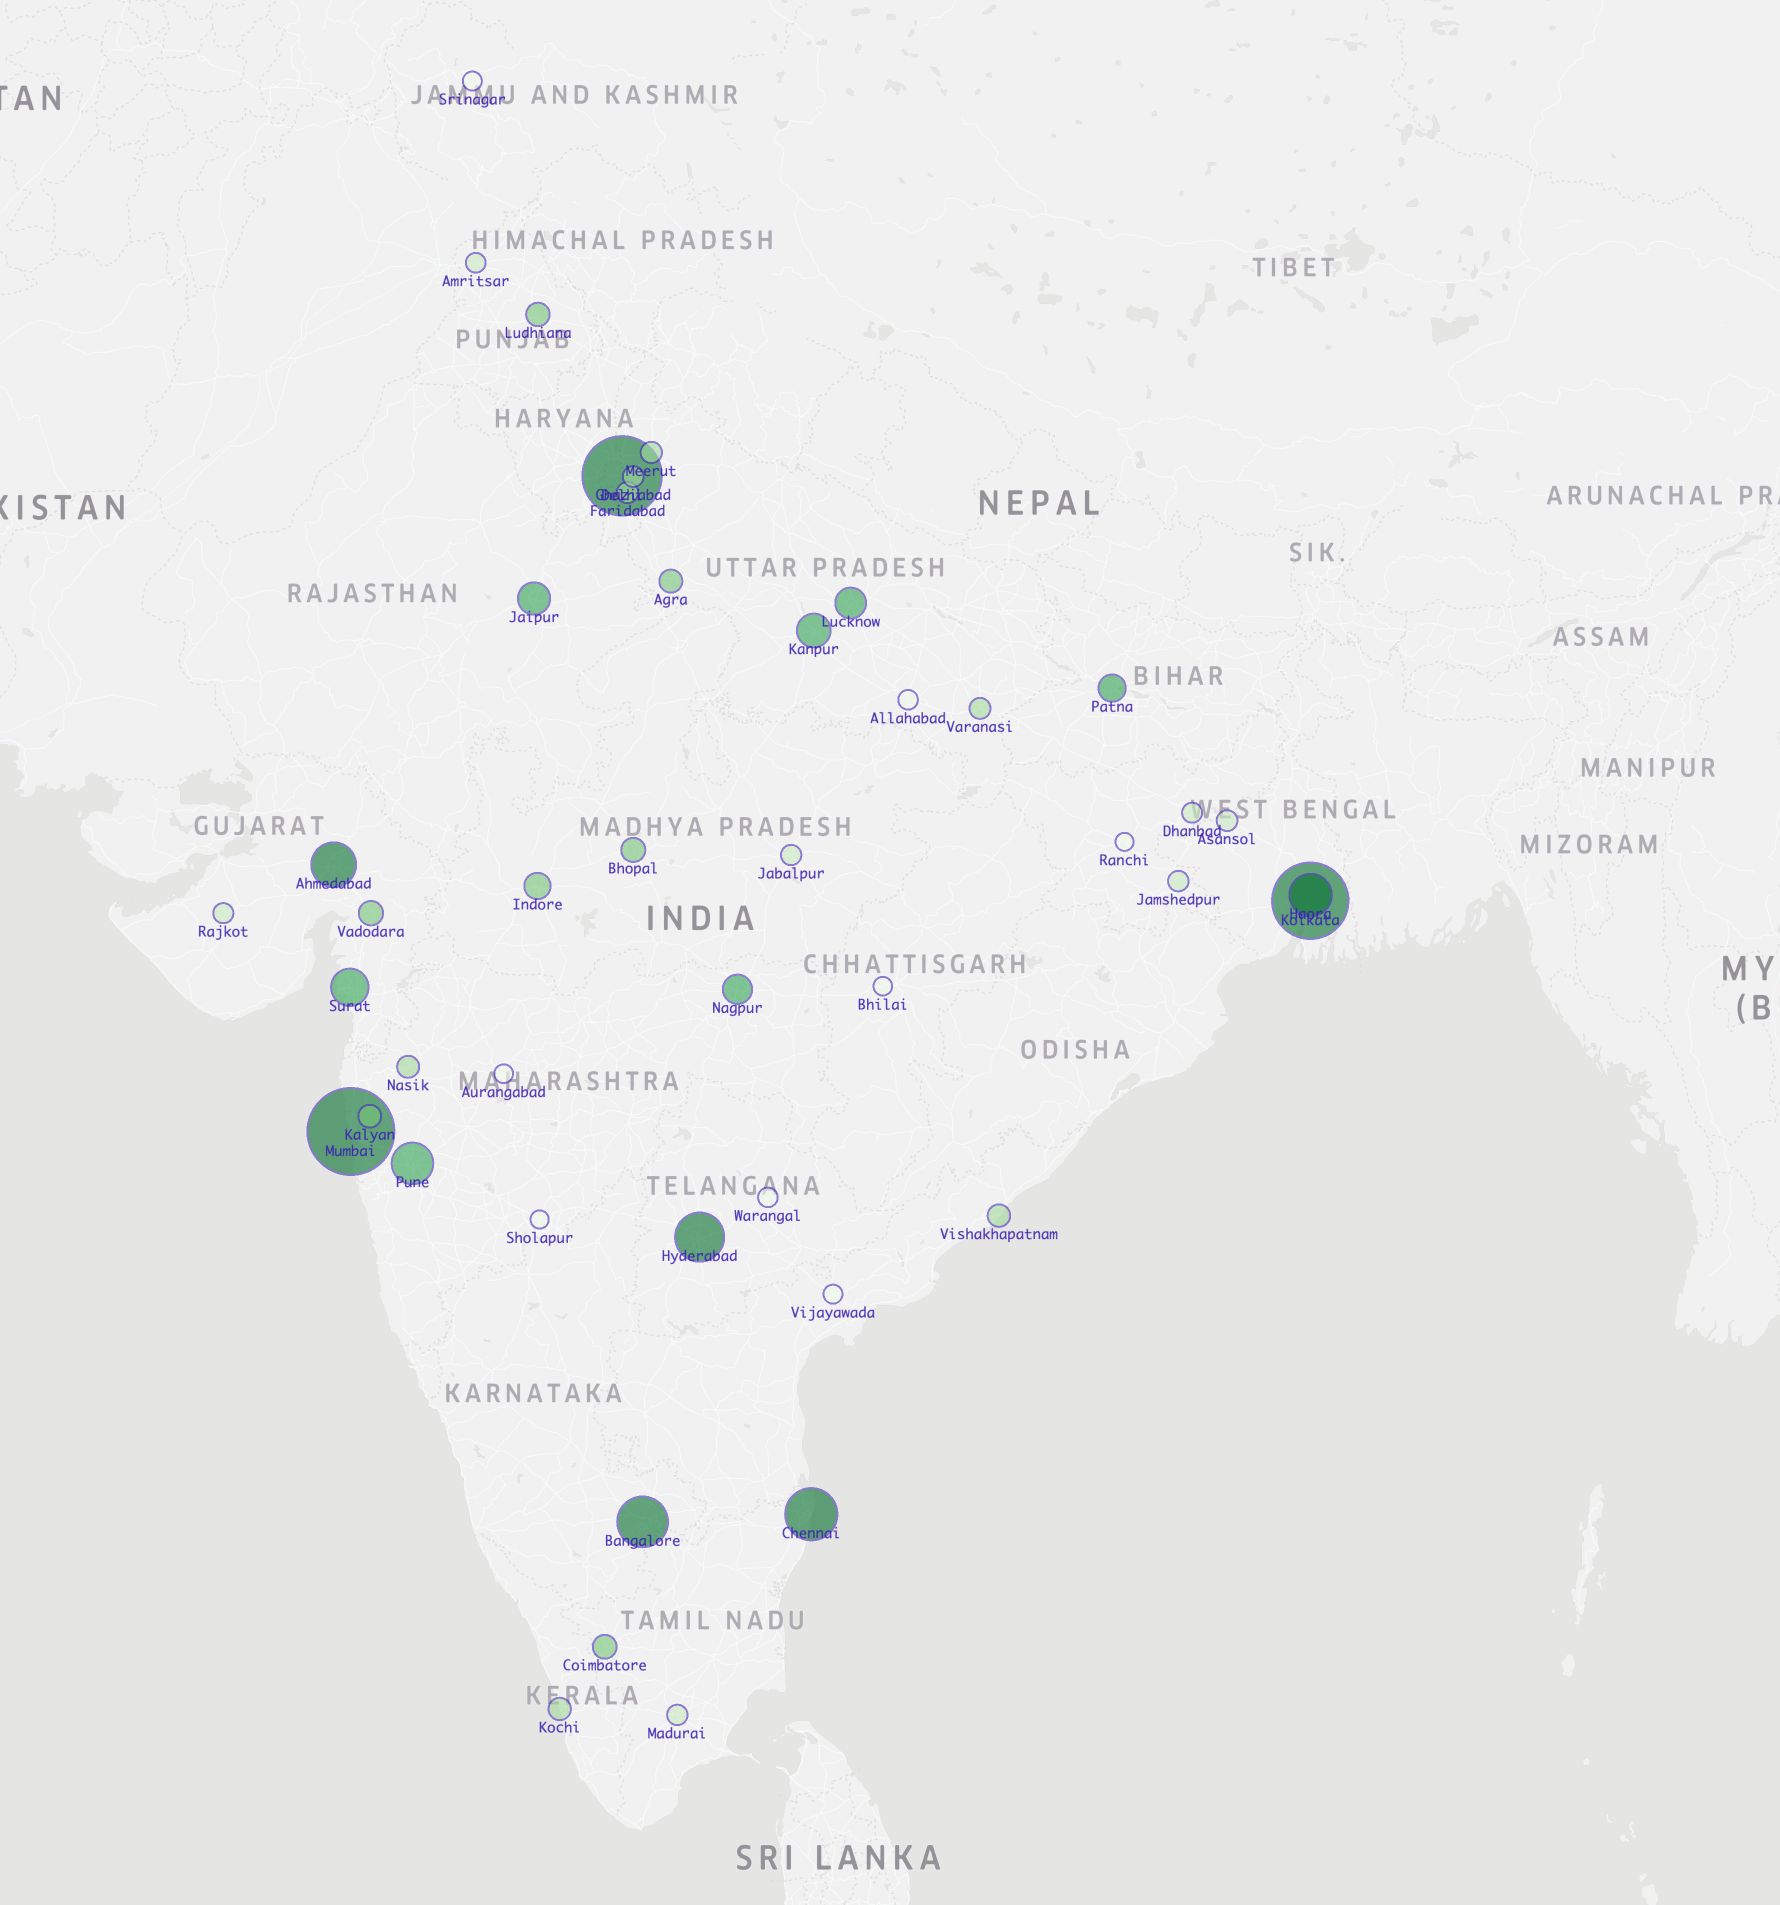 TAN
JAMMU AND KASHMIR
Srinagar
HIMACHAL PRADESH
TIBET
Amritsar
Ludhiana
PUNJAB
HARYANA
Meerut
Ghaziabad
Delhi
Faridabad
KISTAN
NEPAL
ARUNACHAL PRA
SIK.
UTTAR PRADESH
RAJASTHAN
Agra
Jaipur
Lucknow
Kanpur
ASSAM
BIHAR
Patna
Allahabad
Varanasi
MANIPUR
WEST BENGAL
GUJARAT
MADHYA PRADESH
Dhanbad
Asansol
MIZORAM
Ranchi
Bhopal
Jabalpur
Ahmedabad
Jamshedpur
Indore
Haora
Kolkata
INDIA
Rajkot
Vadodara
CHHATTISGARH
MY
(B
Surat
Nagpur
Bhilai
ODISHA
Nasik
MAHARASHTRA
Aurangabad
Kalyan
Mumbai
Pune
TELANGANA
Warangal
Sholapur
Vishakhapatnam
Hyderabad
Vijayawada
KARNATAKA
Bangalore
Chennai
TAMIL NADU
Coimbatore
KERALA
Kochi
Madurai
SRI LANKA